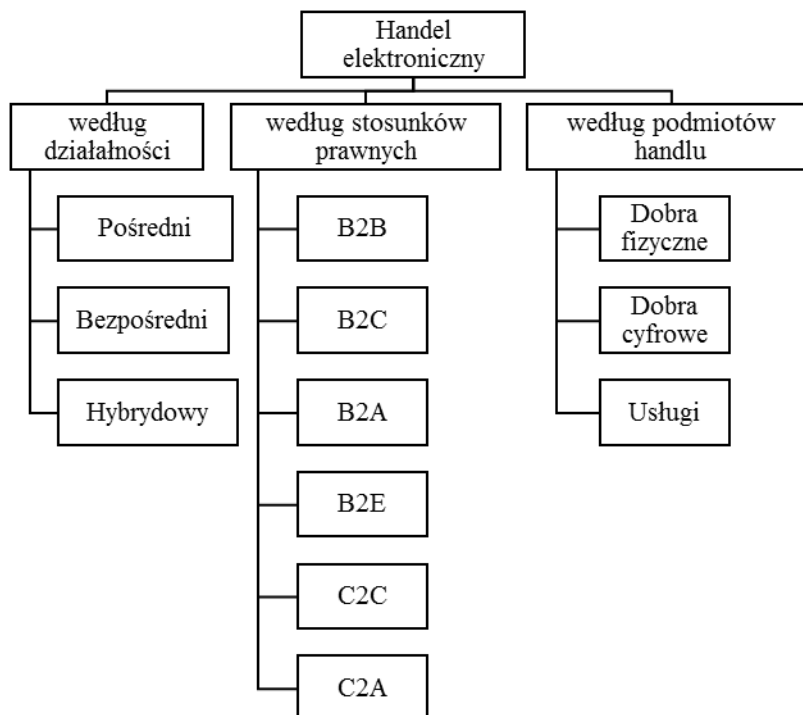 Handel
elektroniczny
według
działałności
według stosunków
prawnych
według podmiotów
handlu
Pośredni
Bezpośredni
Hybrydowy
B2B
B2C
B2A
B2E
C2C
C2A
Dobra
fizyczne
Dobra
cyfrowe
Usługi